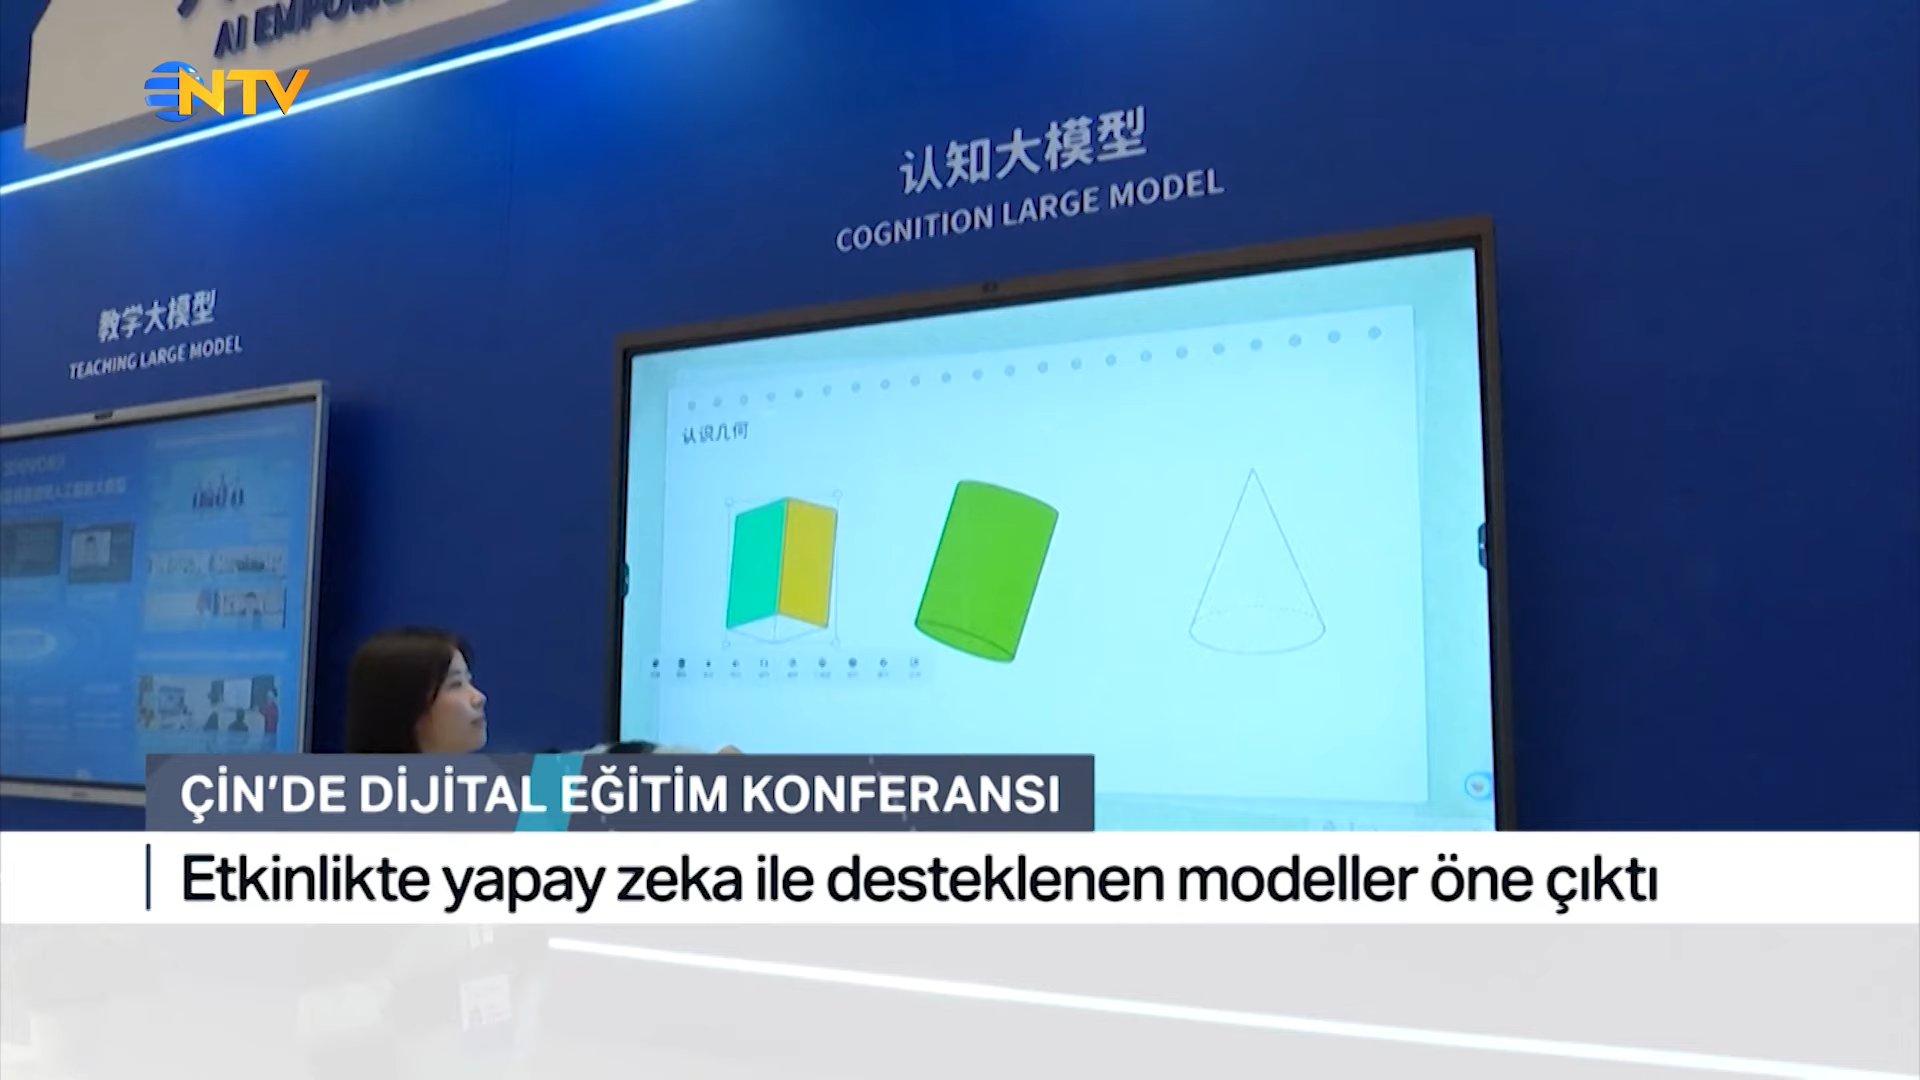 AI
NTV
认知大模型
COGNITION LARGE MODEL
教学大模型
TEACHING LARGE MODEL
认识几何
ÇİN'DE DİJİTAL EĞİTİM KONFERANSI
Etkinlikte yapay zeka ile desteklenen modeller öne çıktı